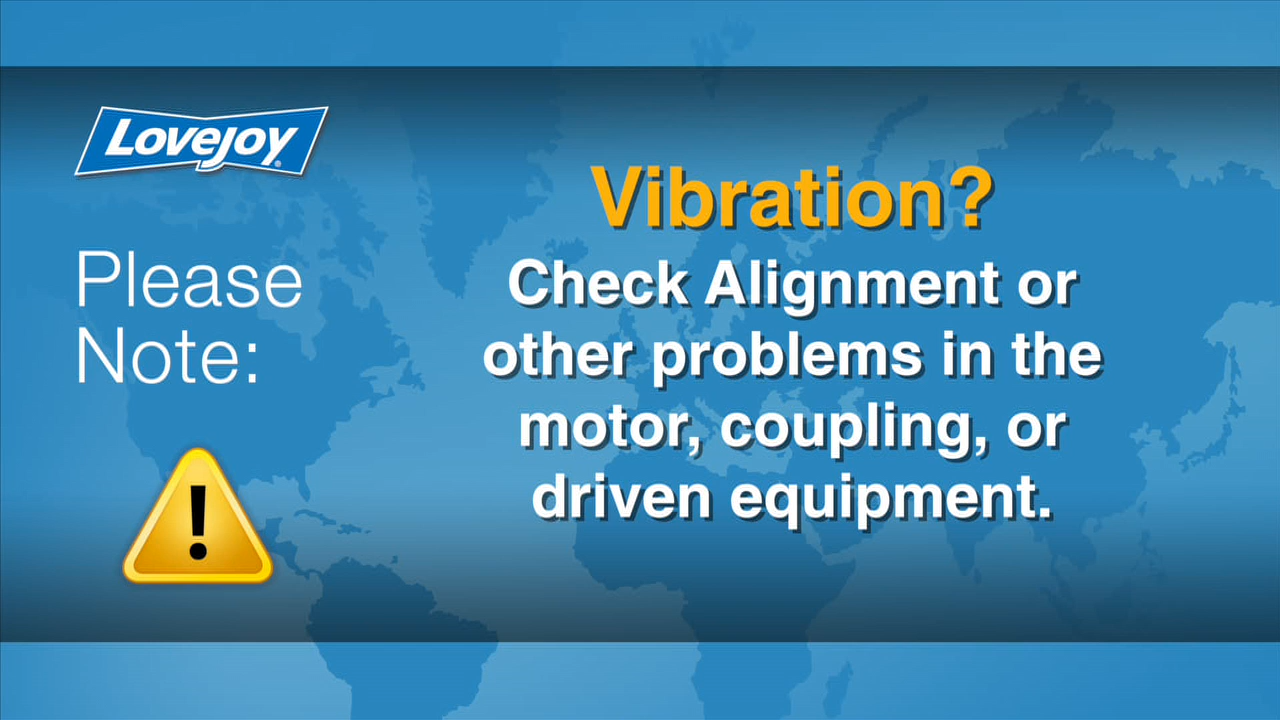 Lovejoy®
Please
Note:
!
Vibration?
Check Alignment or
other problems in the
motor, coupling, or
driven equipment.